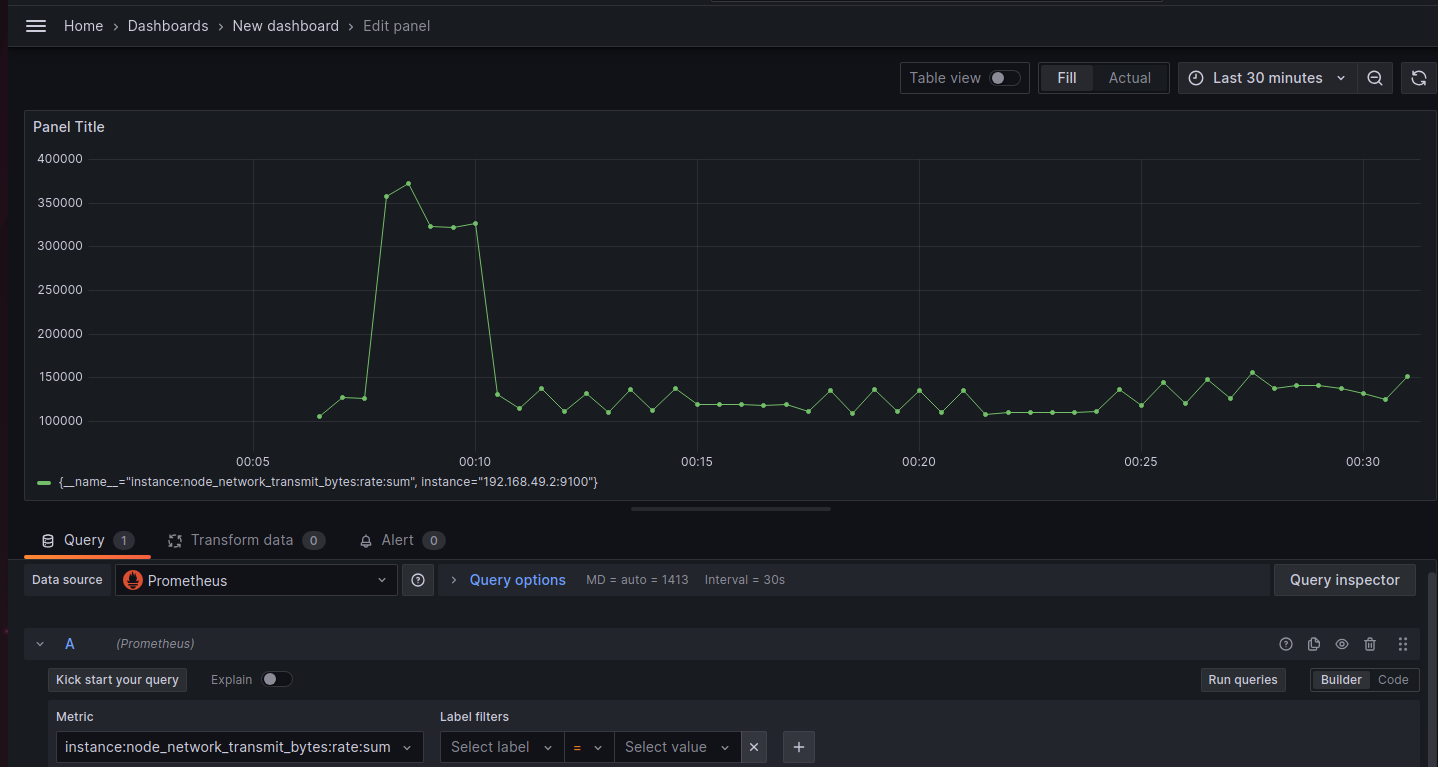 Home › Dashboards › New dashboard › Edit panel
Table view Fill Actual Last 30 minutes
Panel Title
400000
350000
300000
250000
200000
150000
100000
00:05 00:10 00:15 00:20 00:25 00:30
{__name__="instance:node_network_transmit_bytes:rate:sum", instance="192.168.49.2:9100"}
Query 1 Transform data 0 Alert 0
Data source Prometheus Query options MD = auto = 1413 Interval = 30s Query inspector
A (Prometheus)
Kick start your query Explain Run queries Builder Code
Metric Label filters
instance:node_network_transmit_bytes:rate:sum Select label = Select value